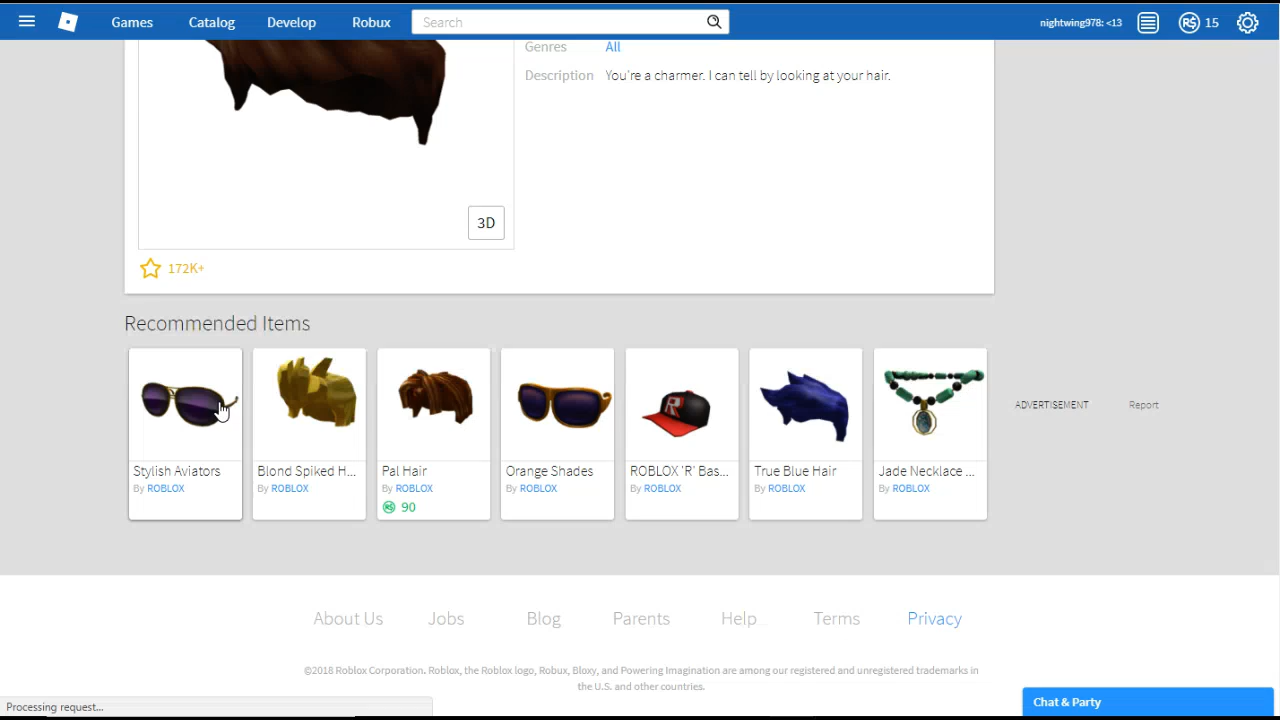 Games Catalog Develop Robux Search nightwing978: <13 R$ 15
Genres All
Description You're a charmer. I can tell by looking at your hair.
3D
172K+
Recommended Items
Stylish Aviators Blond Spiked H... Pal Hair Orange Shades ROBLOX 'R' Bas... True Blue Hair Jade Necklace ...
By ROBLOX By ROBLOX By ROBLOX By ROBLOX By ROBLOX By ROBLOX By ROBLOX
R$ 90
ADVERTISEMENT Report
About Us Jobs Blog Parents Help Terms Privacy
©2018 Roblox Corporation. Roblox, the Roblox logo, Robux, Bloxy, and Powering Imagination are among our registered and unregistered trademarks in
the U.S. and other countries.
Processing request...
Chat & Party